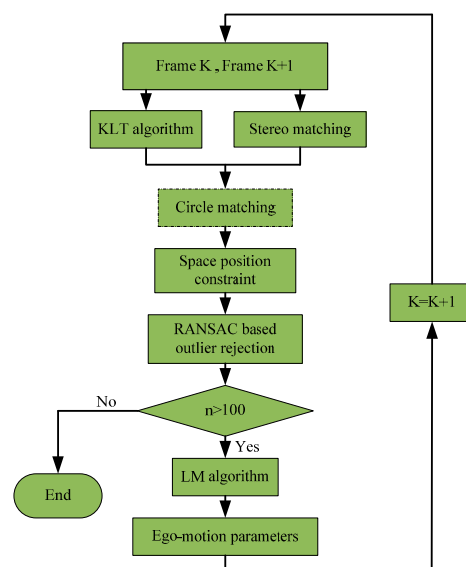 Frame K , Frame K+1
KLT algorithm
Stereo matching
Circle matching
Space position
constraint
K=K+1
RANSAC based
outlier rejection
No
n>100
Yes
LM algorithm
End
Ego-motion parameters